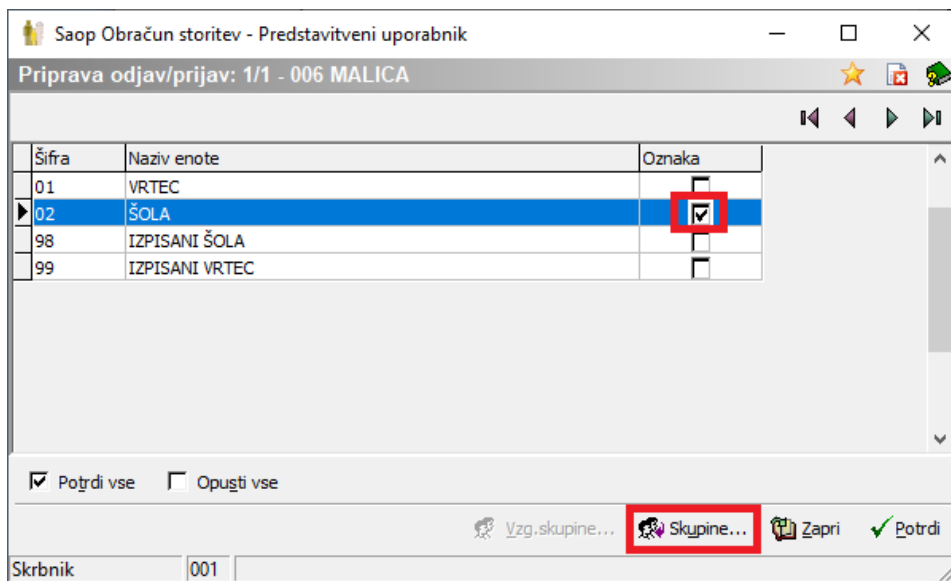 Saop Obračun storitev - Predstavitveni uporabnik
Priprava odjav/prijav: 1/1 - 006 MALICA
Šifra Naziv enote Oznaka
01 VRTEC
02 ŠOLA
98 IZPISANI ŠOLA
99 IZPISANI VRTEC
Potrdi vse Opusti vse
Vzg.skupine... Skupine... Zapri Potrdi
Skrbnik 001